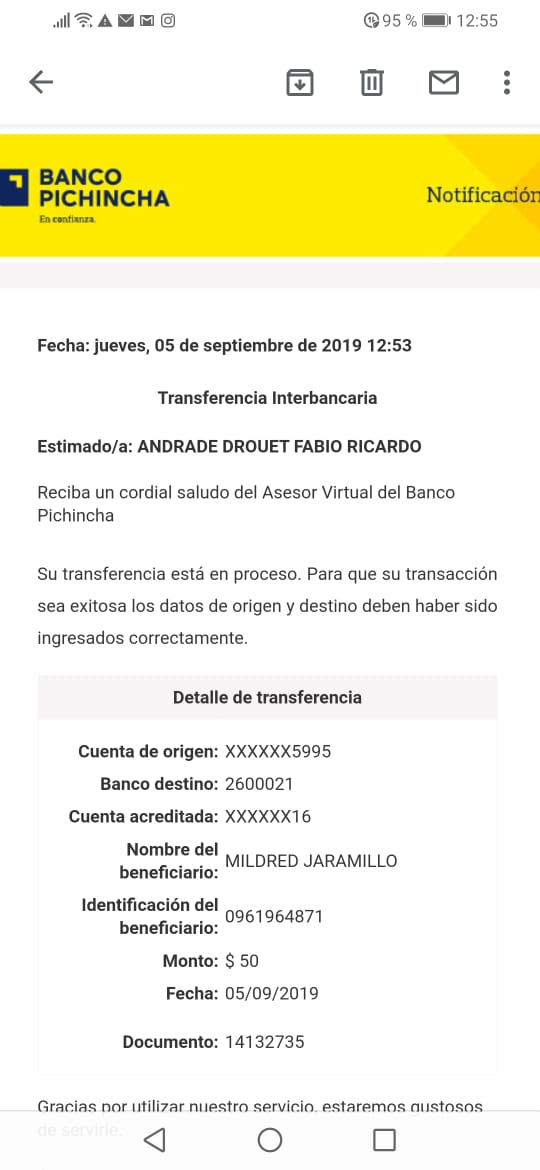 95 % 12:55
BANCO
PICHINCHA
En confianza.
Notificación
Fecha: jueves, 05 de septiembre de 2019 12:53
Transferencia Interbancaria
Estimado/a: ANDRADE DROUET FABIO RICARDO
Reciba un cordial saludo del Asesor Virtual del Banco
Pichincha
Su transferencia está en proceso. Para que su transacción
sea exitosa los datos de origen y destino deben haber sido
ingresados correctamente.
Detalle de transferencia
Cuenta de origen: XXXXXX5995
Banco destino: 2600021
Cuenta acreditada: XXXXXX16
Nombre del
beneficiario: MILDRED JARAMILLO
Identificación del
beneficiario: 0961964871
Monto: $ 50
Fecha: 05/09/2019
Documento: 14132735
Gracias por utilizar nuestro servicio, estaremos gustosos
de servirle.